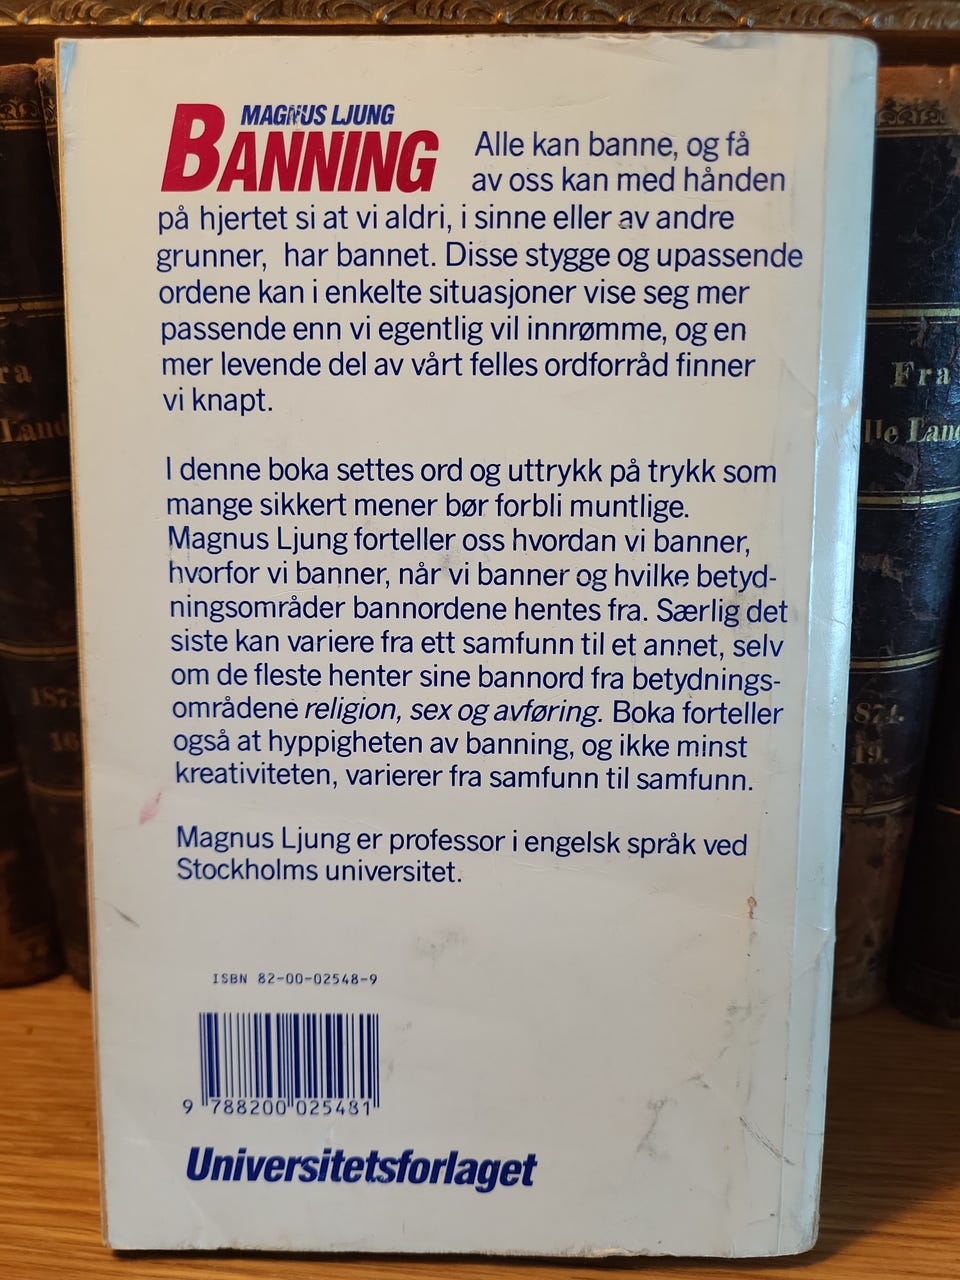 MAGNUS LJUNG
BANNING
Alle kan banne, og få
av oss kan med hånden
på hjertet si at vi aldri, i sinne eller av andre
grunner, har bannet. Disse stygge og upassende
ordene kan i enkelte situasjoner vise seg mer
passende enn vi egentlig vil innrømme, og en
mer levende del av vårt felles ordforråd finner
vi knapt.
I denne boka settes ord og uttrykk på trykk som
mange sikkert mener bør forbli muntlige.
Magnus Ljung forteller oss hvordan vi banner,
hvorfor vi banner, når vi banner og hvilke betyd-
ningsområder bannordene hentes fra. Særlig det
siste kan variere fra ett samfunn til et annet, selv
om de fleste henter sine bannord fra betydnings-
områdene religion, sex og avføring. Boka forteller
også at hyppigheten av banning, og ikke minst
kreativiteten, varierer fra samfunn til samfunn.
Magnus Ljung er professor i engelsk språk ved
Stockholms universitet.
ISBN 82-00-02548-9
9 788200 025481
Universitetsforlaget
ra
Land
187
16
Fra
lle Land
1874.
19.